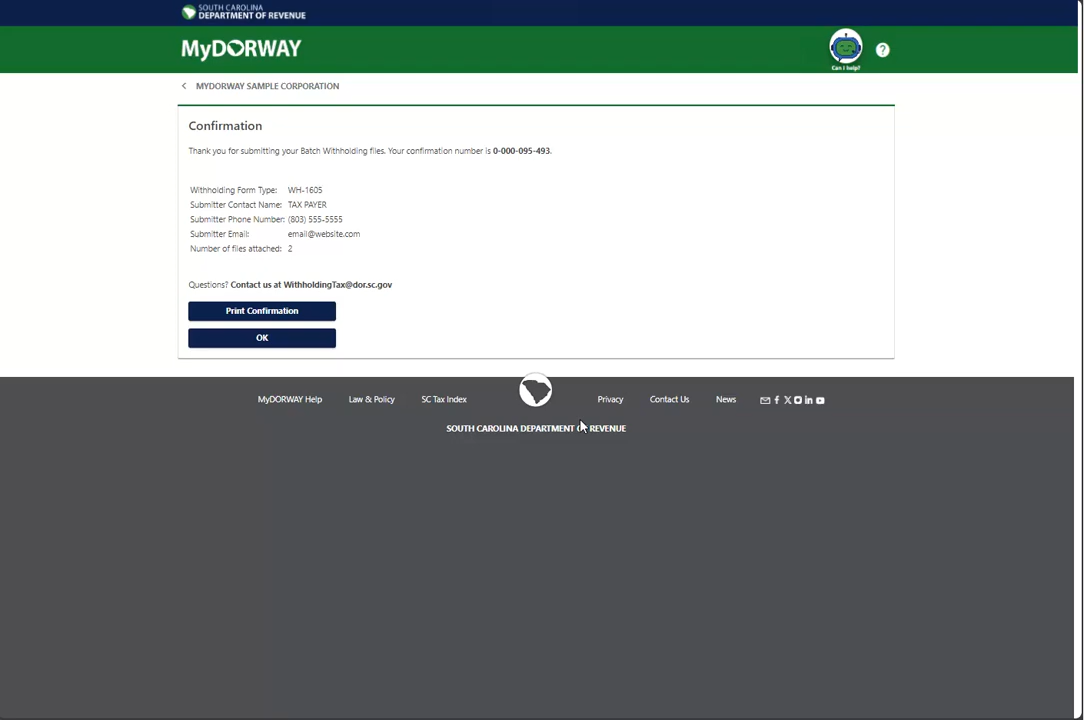 SOUTH CAROLINA
DEPARTMENT OF REVENUE
MyDORWAY
Can I help?
?
MYDORWAY SAMPLE CORPORATION
Confirmation
Thank you for submitting your Batch Withholding files. Your confirmation number is 0-000-095-493.
Withholding Form Type: WH-1605
Submitter Contact Name: TAX PAYER
Submitter Phone Number: (803) 555-5555
Submitter Email: email@website.com
Number of files attached: 2
Questions? Contact us at WithholdingTax@dor.sc.gov
Print Confirmation
OK
MyDORWAY Help Law & Policy SC Tax Index Privacy Contact Us News
SOUTH CAROLINA DEPARTMENT OF REVENUE